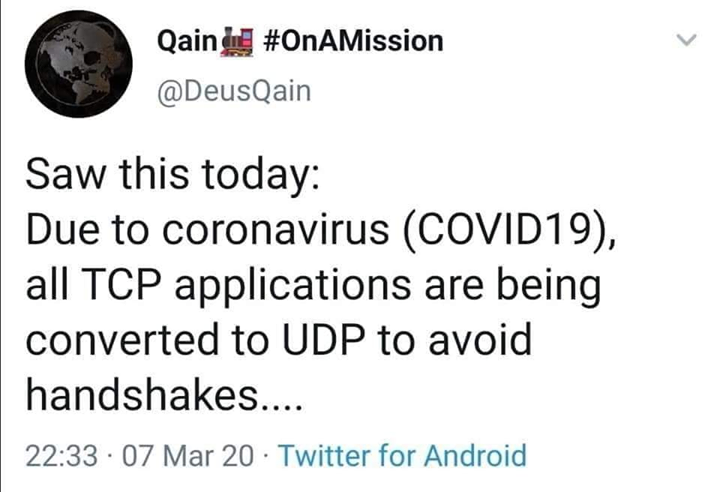 Qain🚂 #OnAMission
@DeusQain
Saw this today:
Due to coronavirus (COVID19),
all TCP applications are being
converted to UDP to avoid
handshakes....
22:33 · 07 Mar 20 · Twitter for Android